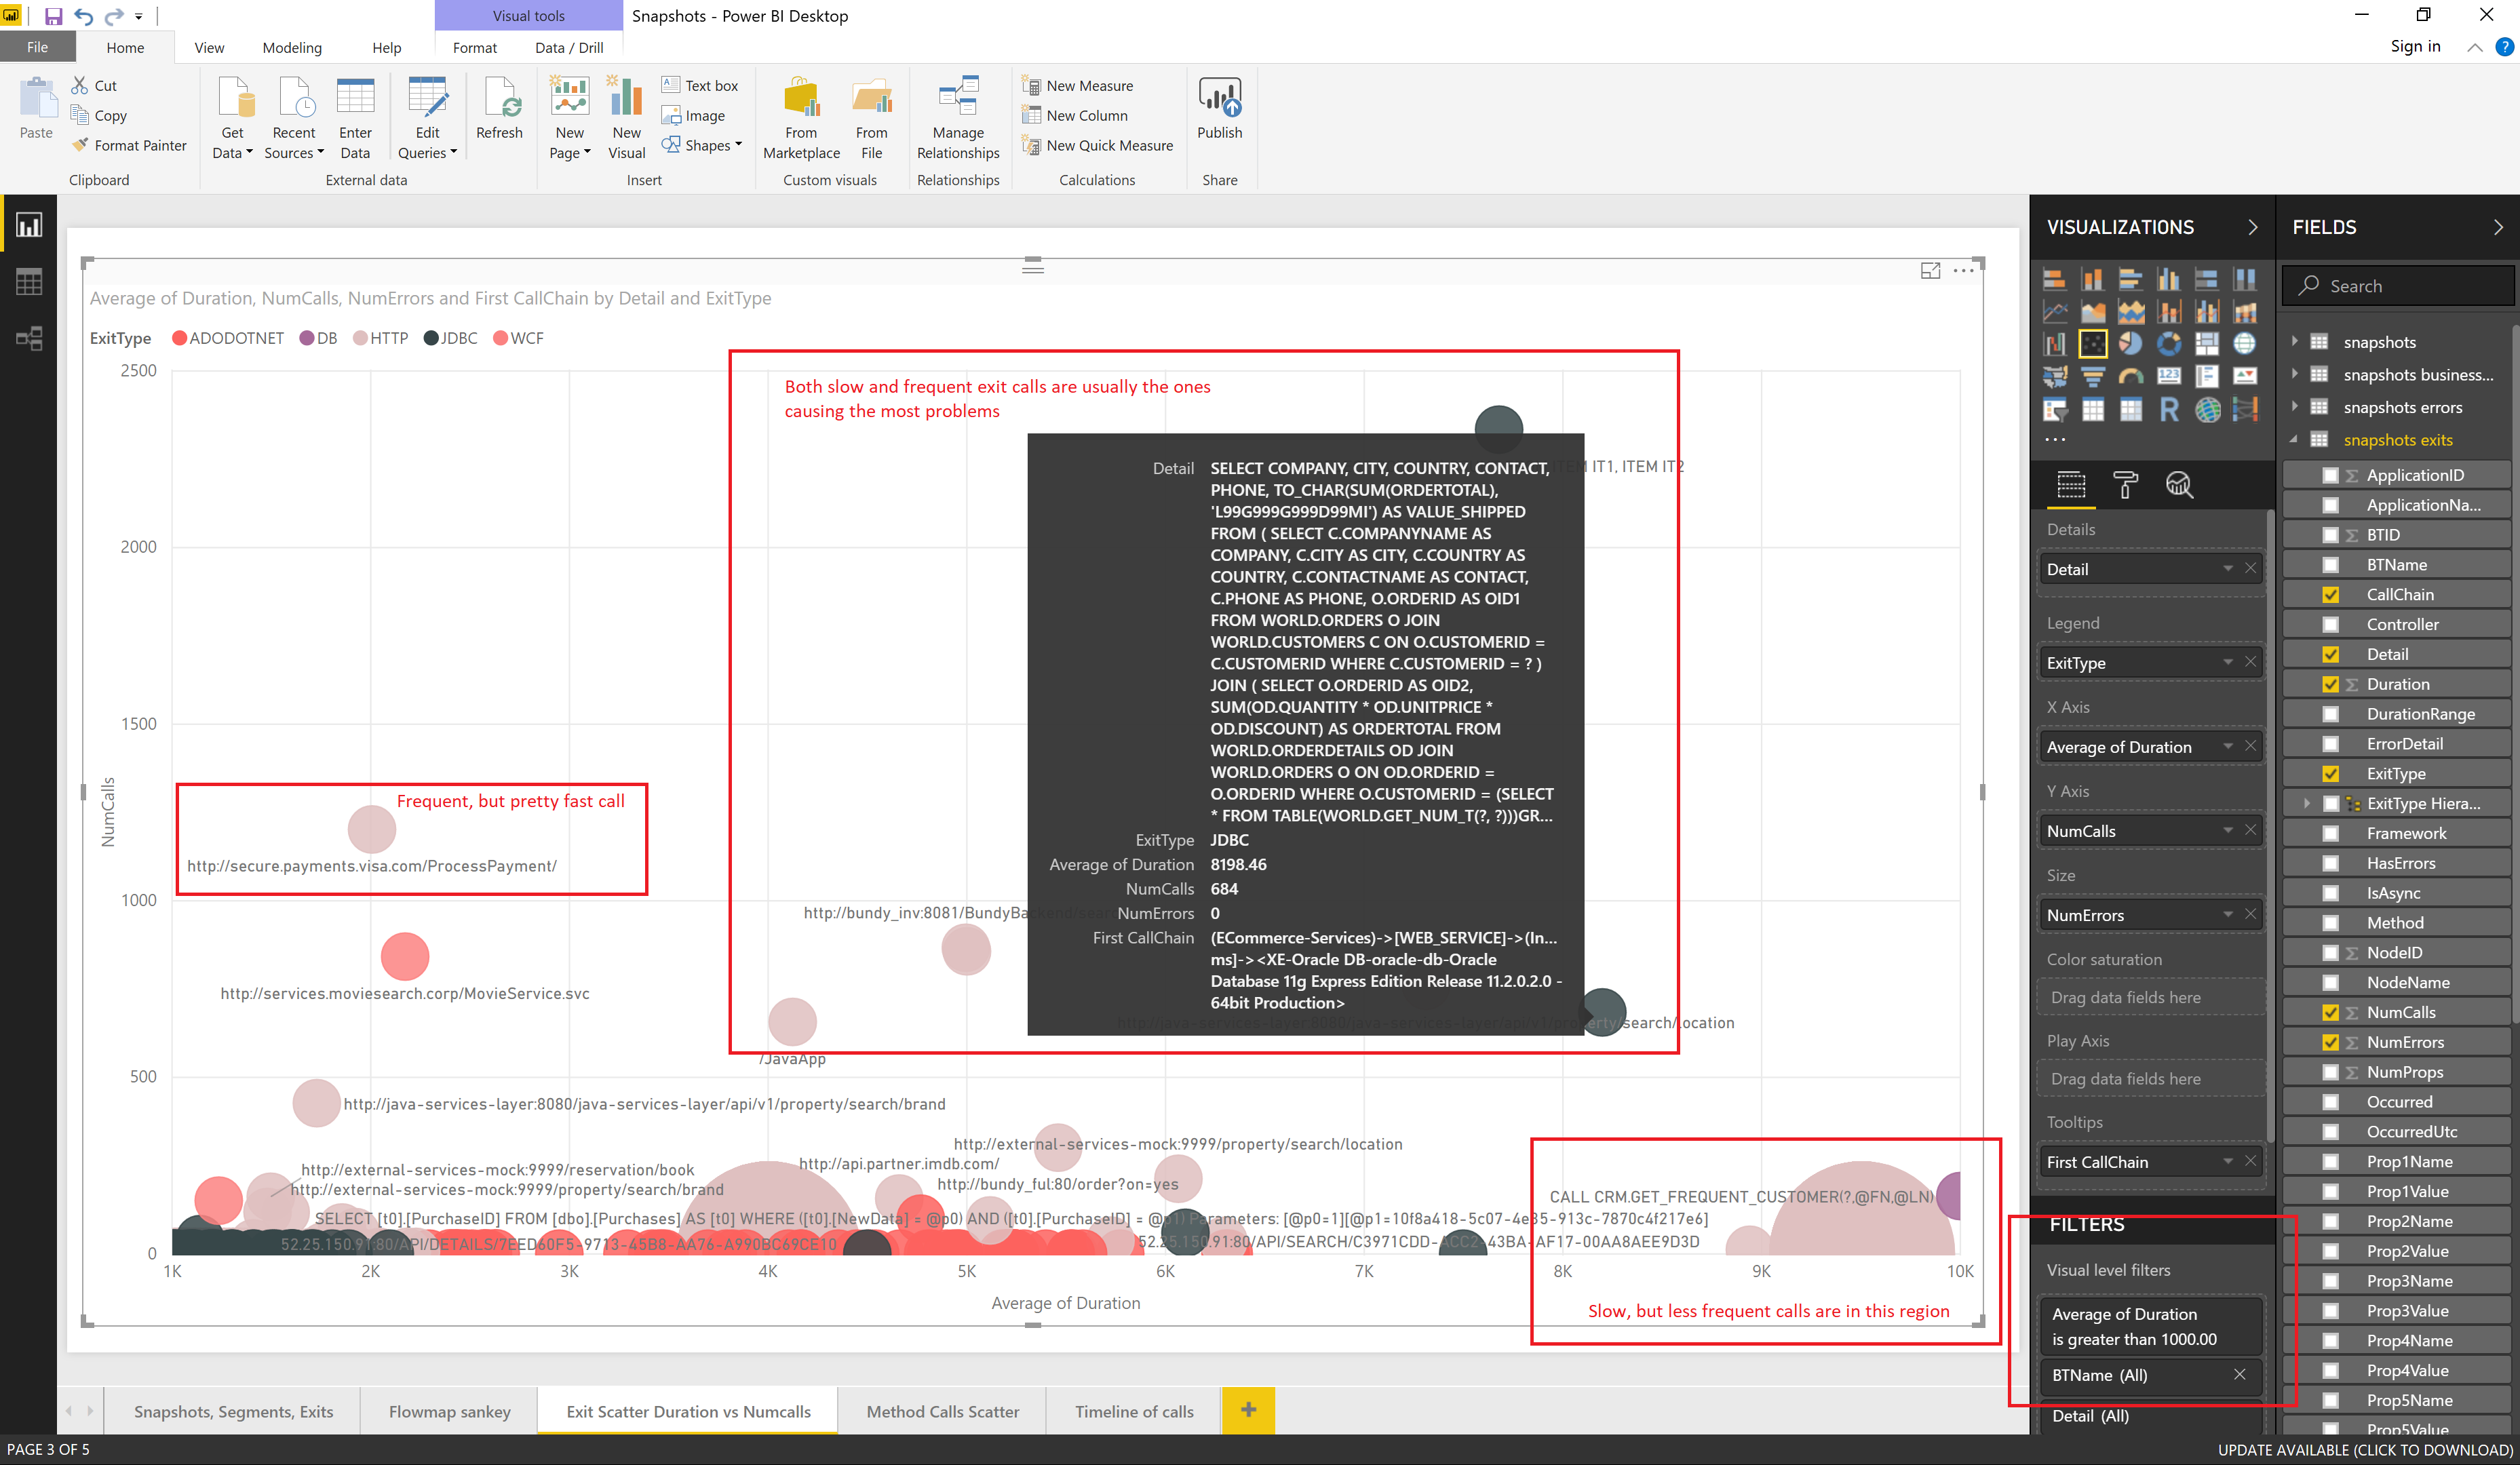 Visual tools
Snapshots - Power BI Desktop
File
Home
View
Modeling
Help
Format
Data / Drill
Sign in
Paste
Cut
Copy
Format Painter
Clipboard
Get Data
Recent Sources
Enter Data
Edit Queries
Refresh
External data
New Page
New Visual
Text box
Image
Shapes
Insert
From Marketplace
From File
Custom visuals
Manage Relationships
Relationships
New Measure
New Column
New Quick Measure
Calculations
Publish
Share
Average of Duration, NumCalls, NumErrors and First CallChain by Detail and ExitType
ExitType ADODOTNET DB HTTP JDBC WCF
2500
2000
1500
1000
500
0
NumCalls
Both slow and frequent exit calls are usually the ones
causing the most problems
IT1, ITEM IT2
Detail SELECT COMPANY, CITY, COUNTRY, CONTACT,
PHONE, TO_CHAR(SUM(ORDERTOTAL),
'L99G999G999D99MI') AS VALUE_SHIPPED
FROM ( SELECT C.COMPANYNAME AS
COMPANY, C.CITY AS CITY, C.COUNTRY AS
COUNTRY, C.CONTACTNAME AS CONTACT,
C.PHONE AS PHONE, O.ORDERID AS OID1
FROM WORLD.ORDERS O JOIN
WORLD.CUSTOMERS C ON O.CUSTOMERID =
C.CUSTOMERID WHERE C.CUSTOMERID = ? )
JOIN ( SELECT O.ORDERID AS OID2,
SUM(OD.QUANTITY * OD.UNITPRICE *
OD.DISCOUNT) AS ORDERTOTAL FROM
WORLD.ORDERDETAILS OD JOIN
WORLD.ORDERS O ON OD.ORDERID =
O.ORDERID WHERE O.CUSTOMERID = (SELECT
* FROM TABLE(WORLD.GET_NUM_T(?, ?)))GR...
ExitType JDBC
Average of Duration 8198.46
NumCalls 684
NumErrors 0
First CallChain (ECommerce-Services)->[WEB_SERVICE]->(In...
ms]-><XE-Oracle DB-oracle-db-Oracle
Database 11g Express Edition Release 11.2.0.2.0 -
64bit Production>
Frequent, but pretty fast call
http://secure.payments.visa.com/ProcessPayment/
http://services.moviesearch.corp/MovieService.svc
http://bundy_inv:8081/BundyBackend/
http://java-services-layer:8080/java-services-layer/api/v1/property/search/location
/JavaApp
http://java-services-layer:8080/java-services-layer/api/v1/property/search/brand
http://external-services-mock:9999/property/search/location
http://api.partner.imdb.com/
http://external-services-mock:9999/reservation/book
http://bundy_ful:80/order?on=yes
http://external-services-mock:9999/property/search/brand
CALL CRM.GET_FREQUENT_CUSTOMER(?,@FN,@LN)
SELECT [t0].[PurchaseID] FROM [dbo].[Purchases] AS [t0] WHERE ([t0].[NewData] = @p0) AND ([t0].[PurchaseID] = @p1) Parameters: [@p0=1][@p1=10f8a418-5c07-4e85-913c-7870c4f217e6]
52.25.150.91:80/API/DETAILS/7EED60F5-9713-45B8-AA76-A990BC69CE10
52.25.150.91:80/API/SEARCH/C3971CDD-ACC2-43BA-AF17-00AA8AEE9D3D
1K 2K 3K 4K 5K 6K 7K 8K 9K 10K
Average of Duration
Slow, but less frequent calls are in this region
Snapshots, Segments, Exits
Flowmap sankey
Exit Scatter Duration vs Numcalls
Method Calls Scatter
Timeline of calls
PAGE 3 OF 5
UPDATE AVAILABLE (CLICK TO DOWNLOAD)
VISUALIZATIONS
123
R
Details
Detail
Legend
ExitType
X Axis
Average of Duration
Y Axis
NumCalls
Size
NumErrors
Color saturation
Drag data fields here
Play Axis
Drag data fields here
Tooltips
First CallChain
FILTERS
Visual level filters
Average of Duration
is greater than 1000.00
BTName (All)
Detail (All)
FIELDS
Search
snapshots
snapshots business...
snapshots errors
snapshots exits
ApplicationID
ApplicationNa...
BTID
BTName
CallChain
Controller
Detail
Duration
DurationRange
ErrorDetail
ExitType
ExitType Hiera...
Framework
HasErrors
IsAsync
Method
NodeID
NodeName
NumCalls
NumErrors
NumProps
Occurred
OccurredUtc
Prop1Name
Prop1Value
Prop2Name
Prop2Value
Prop3Name
Prop3Value
Prop4Name
Prop4Value
Prop5Name
Prop5Value